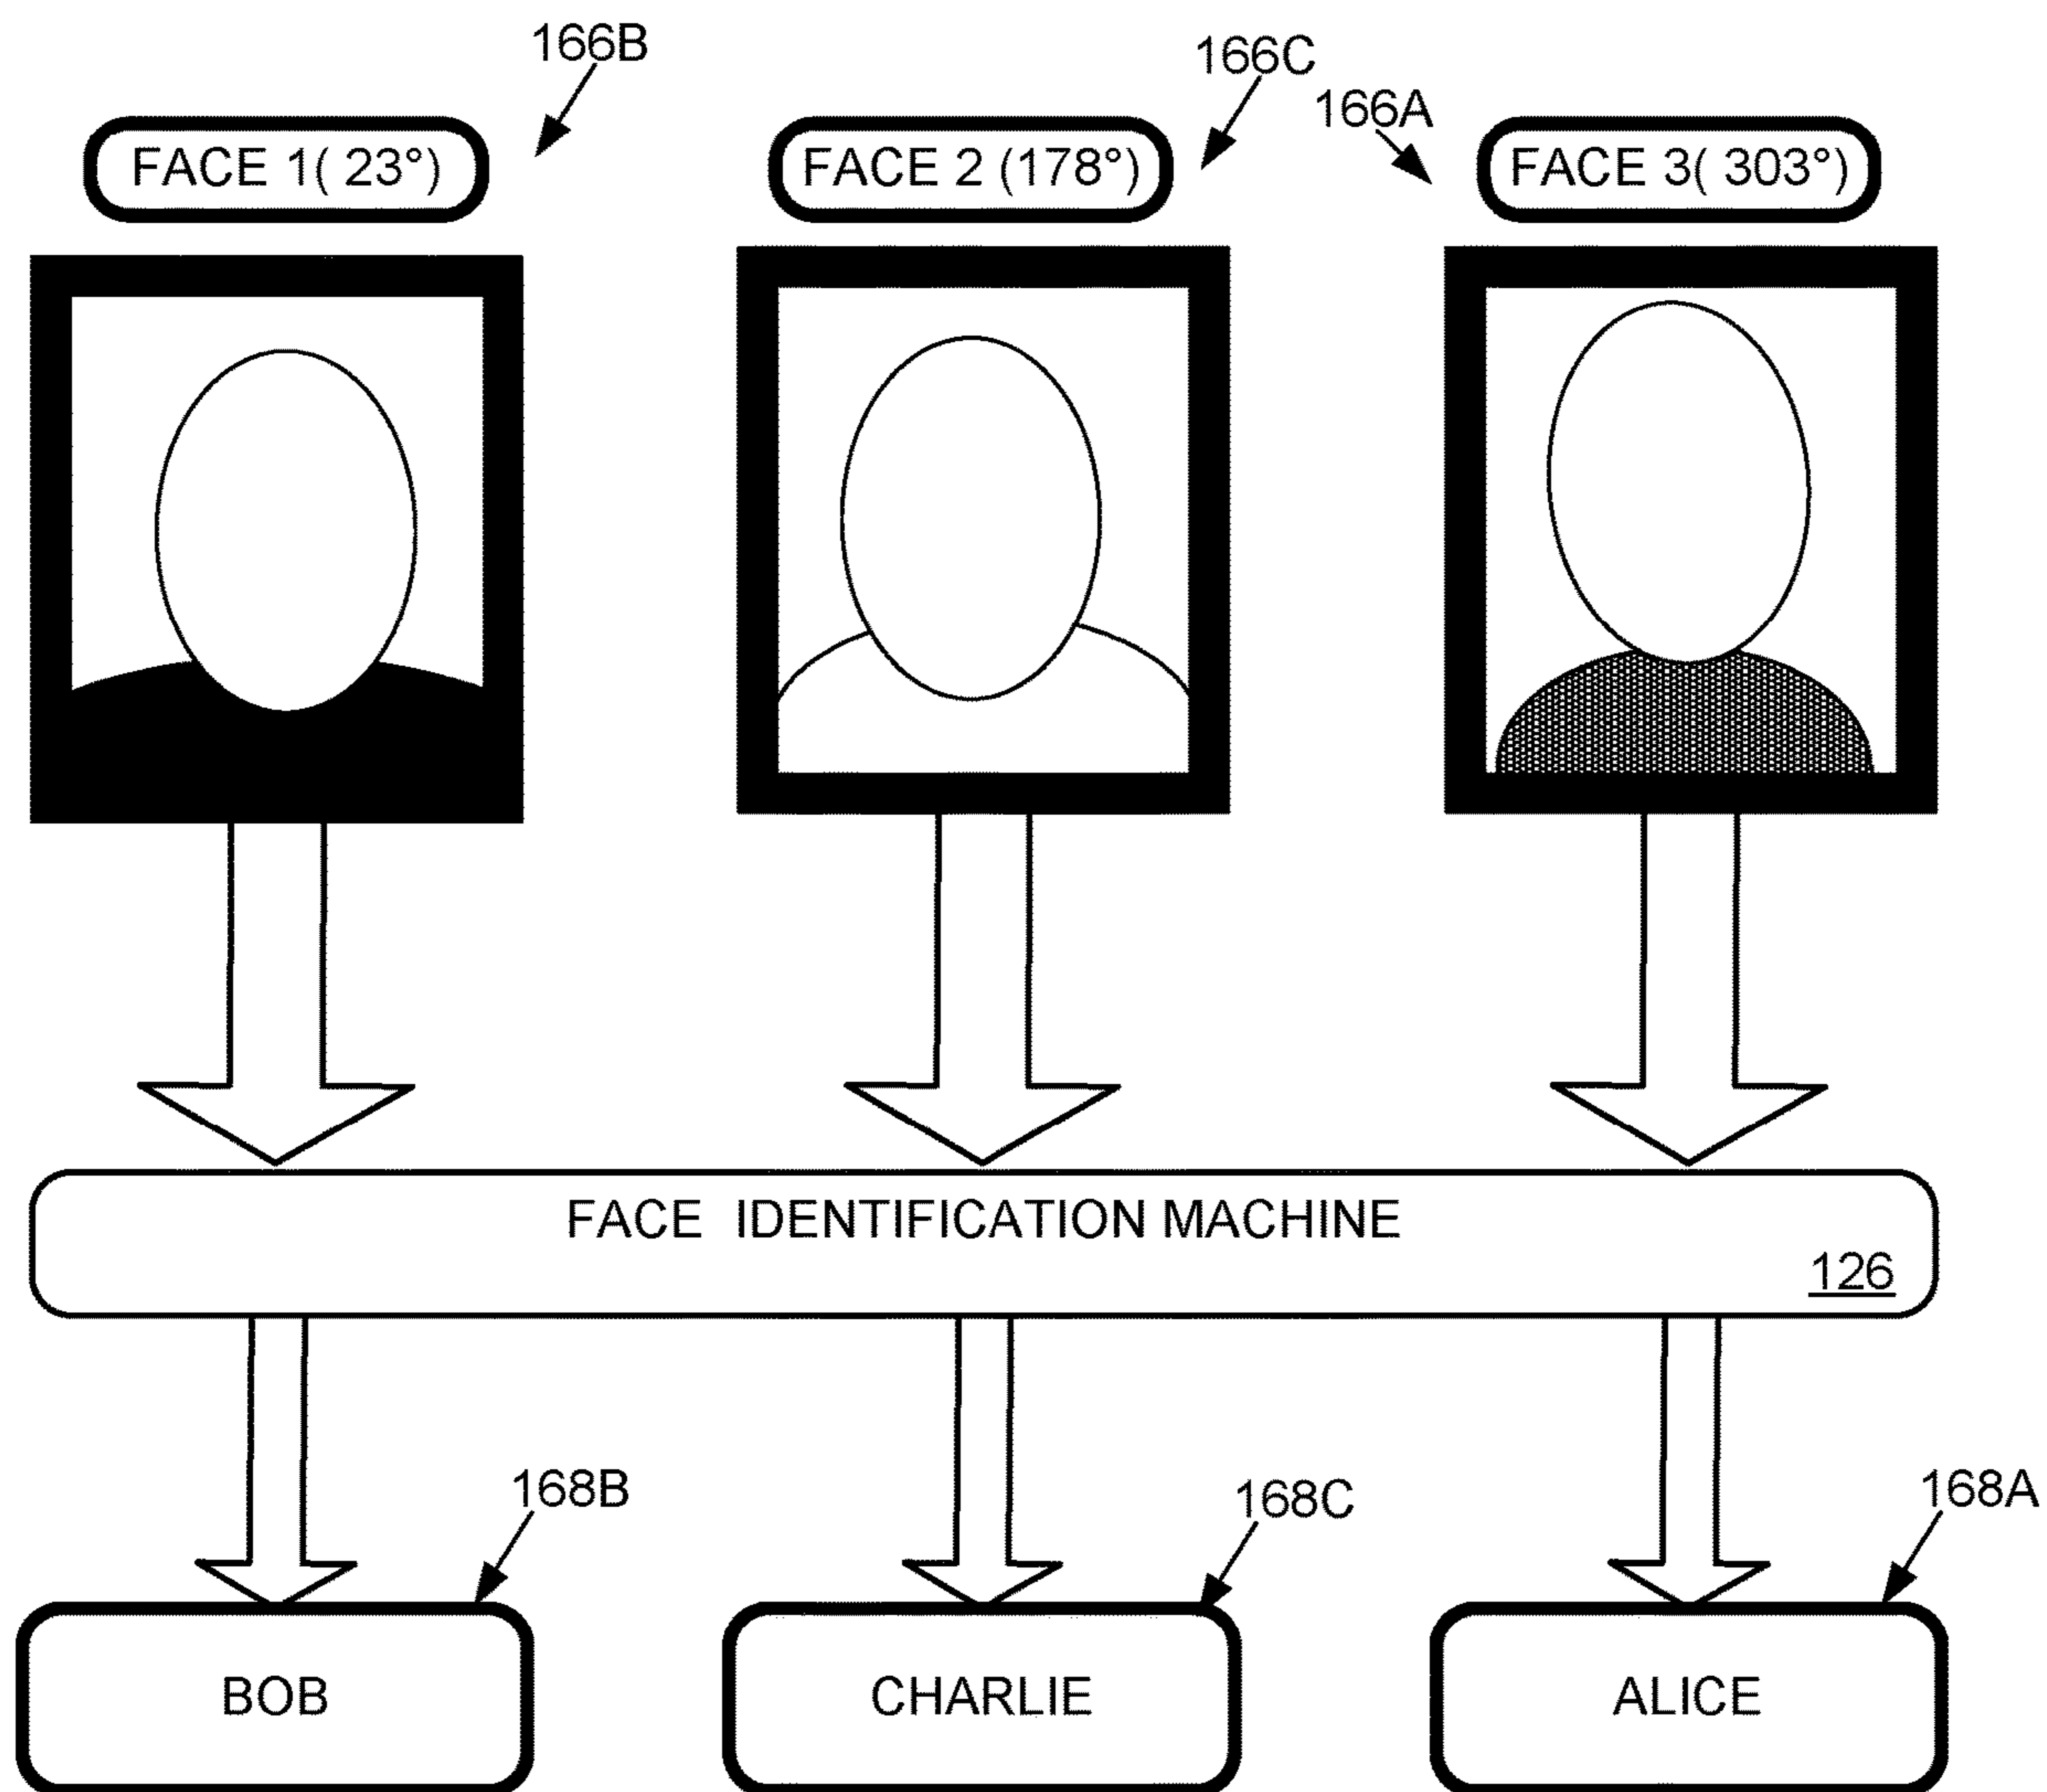 166B
166C
166A
FACE 1( 23°)
FACE 2 (178°)
FACE 3( 303°)
FACE IDENTIFICATION MACHINE
126
168B
168C
168A
BOB
CHARLIE
ALICE